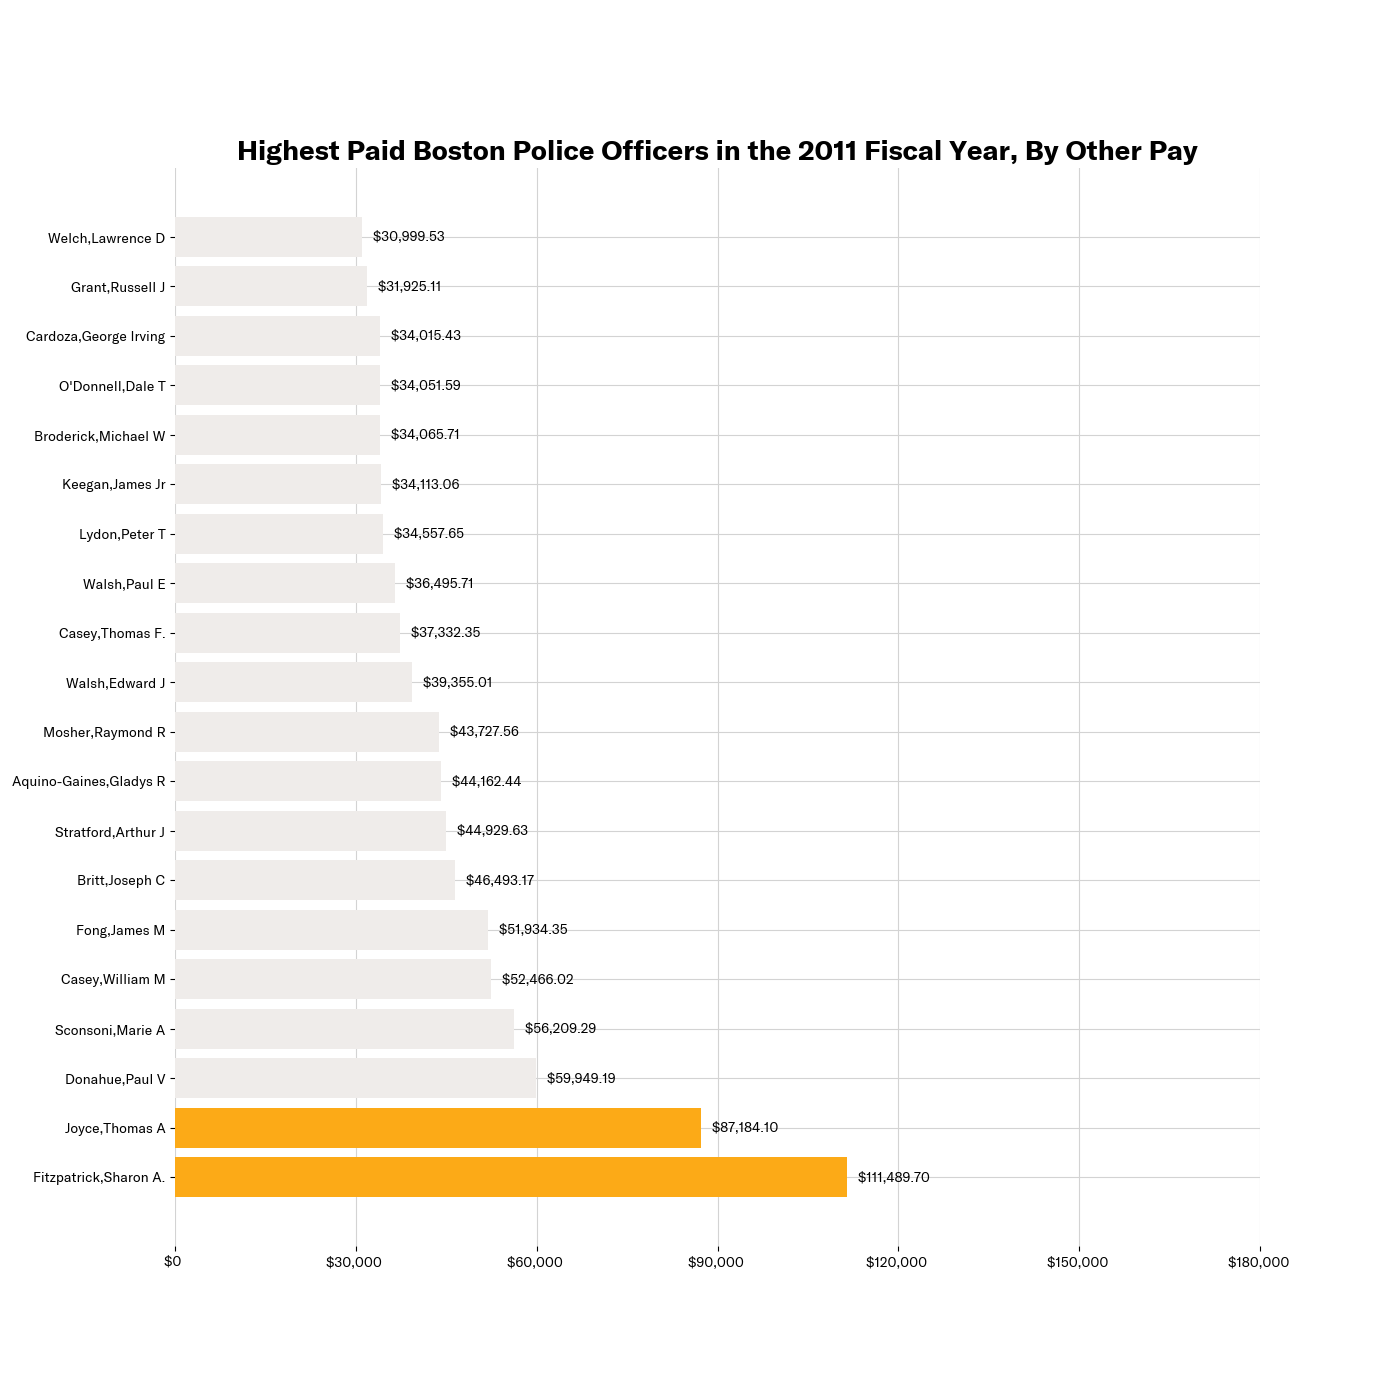 Highest Paid Boston Police Officers in the 2011 Fiscal Year, By Other Pay
Welch,Lawrence D $30,999.53
Grant,Russell J $31,925.11
Cardoza,George Irving $34,015.43
O'Donnell,Dale T $34,051.59
Broderick,Michael W $34,065.71
Keegan,James Jr $34,113.06
Lydon,Peter T $34,557.65
Walsh,Paul E $36,495.71
Casey,Thomas F. $37,332.35
Walsh,Edward J $39,355.01
Mosher,Raymond R $43,727.56
Aquino-Gaines,Gladys R $44,162.44
Stratford,Arthur J $44,929.63
Britt,Joseph C $46,493.17
Fong,James M $51,934.35
Casey,William M $52,466.02
Sconsoni,Marie A $56,209.29
Donahue,Paul V $59,949.19
Joyce,Thomas A $87,184.10
Fitzpatrick,Sharon A. $111,489.70
$0 $30,000 $60,000 $90,000 $120,000 $150,000 $180,000